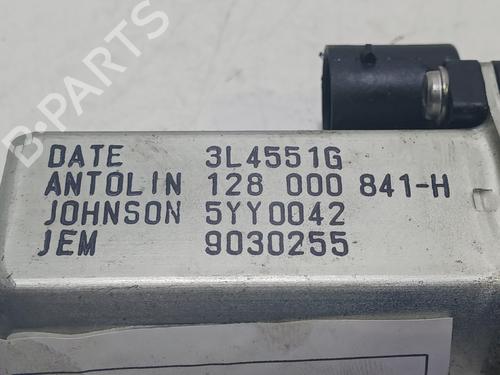 B-PARTS
DATE 3L4551G
ANTOLIN 128 000 841-H
JOHNSON 5YY0042
JEM 9030255